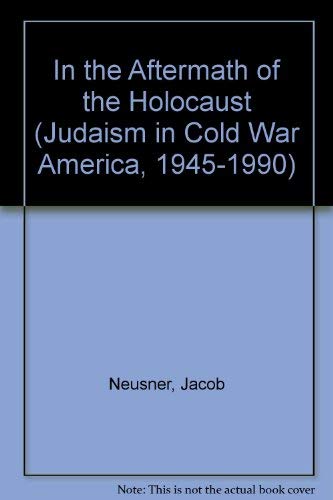 In the Aftermath of
the Holocaust
(Judaism in Cold War
America, 1945-1990)
Neusner, Jacob
Note: This is not the actual book cover